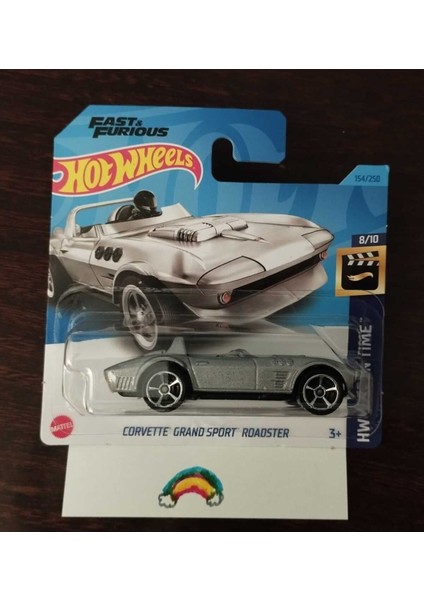 FAST&
FURIOUS
Hot Wheels
154/250
8/10
HW
TIME
MATTEL
CORVETTE GRAND SPORT ROADSTER
3+